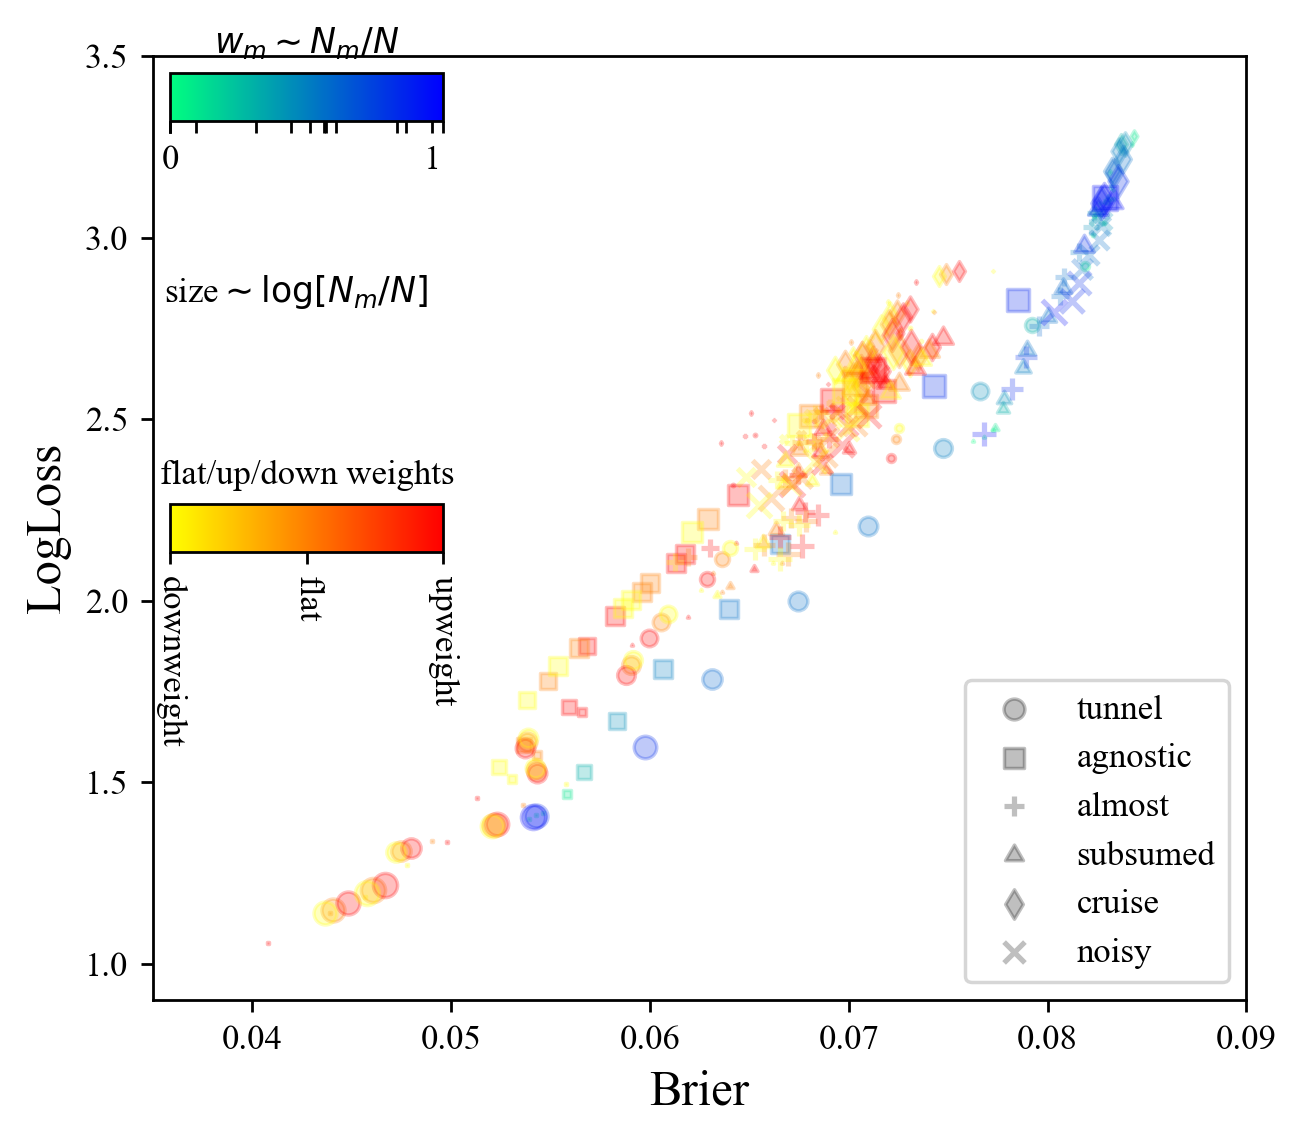 w_m ~ N_m/N
0 1
size ~ log[N_m/N]
flat/up/down weights
downweight
flat
upweight
3.5
3.0
2.5
2.0
1.5
1.0
LogLoss
tunnel
agnostic
almost
subsumed
cruise
noisy
0.04 0.05 0.06 0.07 0.08 0.09
Brier